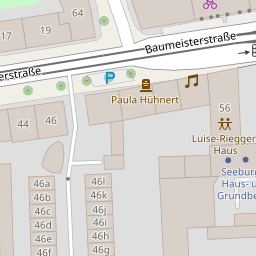 64
17
19
Baumeisterstraße
erstraße
P
Paula Huhnert
56
44
46
Luise-Riegger
Haus
Seeburg
Haus- u
Grundbe
46a
46l
46b
46k
46c
46j
46d
46i
46e
46h
46f
46g